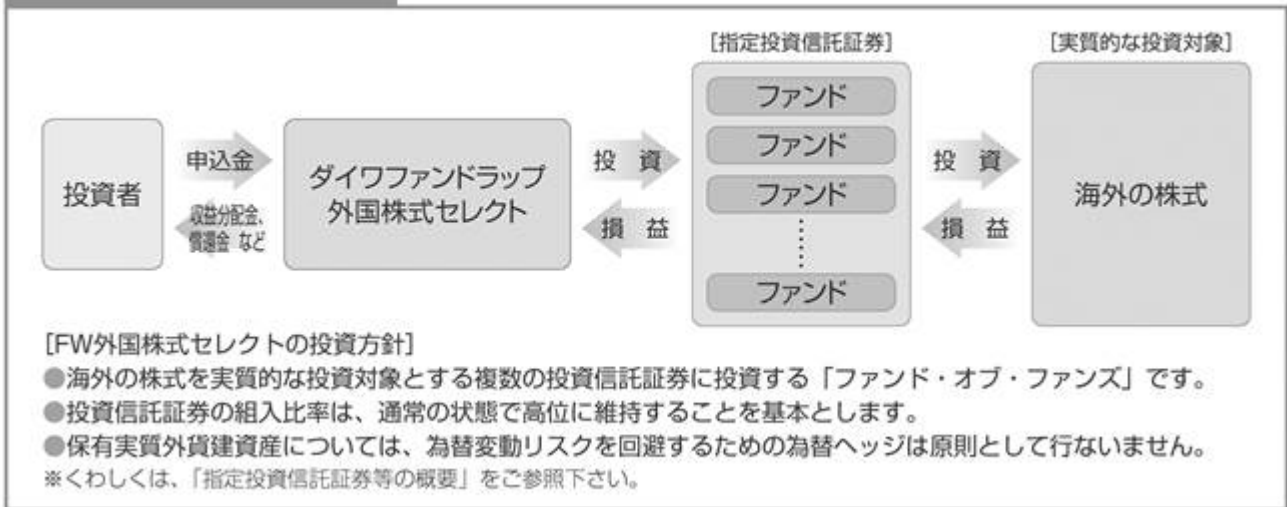 [指定投資信託証券]
[実質的な投資対象]
投資者
申込金
収益分配金、
償還金 など
ダイワファンドラップ
外国株式セレクト
投 資
損 益
ファンド
ファンド
ファンド
ファンド
投 資
損 益
海外の株式
[FW外国株式セレクトの投資方針]
●海外の株式を実質的な投資対象とする複数の投資信託証券に投資する「ファンド・オブ・ファンズ」です。
●投資信託証券の組入比率は、通常の状態で高位に維持することを基本とします。
●保有実質外貨建資産については、為替変動リスクを回避するための為替ヘッジは原則として行ないません。
※くわしくは、「指定投資信託証券等の概要」をご参照下さい。